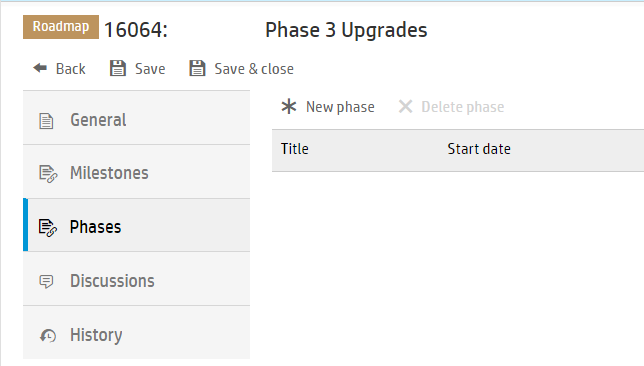 Roadmap 16064: Phase 3 Upgrades
Back Save Save & close
New phase Delete phase
Title Start date
General
Milestones
Phases
Discussions
History